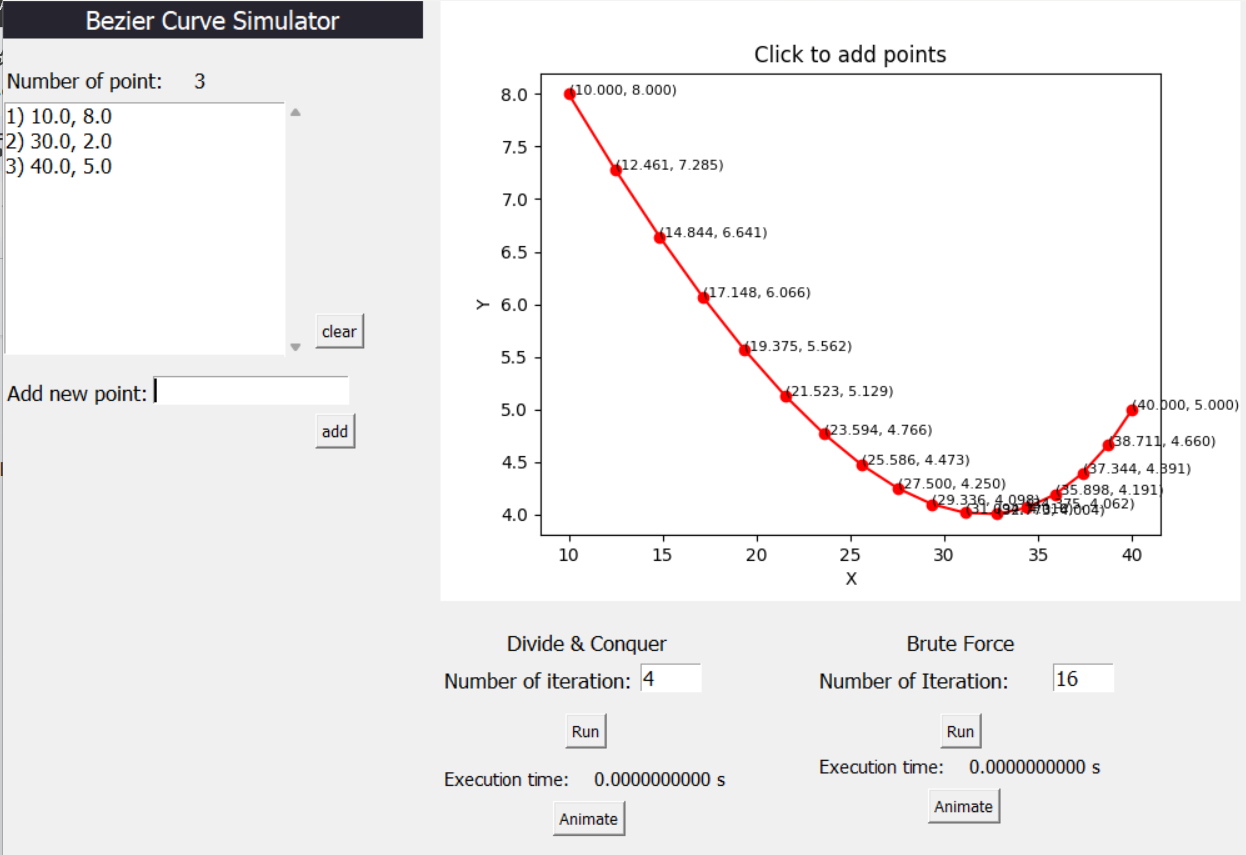 Bezier Curve Simulator
Number of point: 3
1) 10.0, 8.0
2) 30.0, 2.0
3) 40.0, 5.0
clear
Add new point:
add
Click to add points
8.0
7.5
7.0
6.5
6.0
5.5
5.0
4.5
4.0
Y
(10.000, 8.000)
(12.461, 7.285)
(14.844, 6.641)
(17.148, 6.066)
(19.375, 5.562)
(21.523, 5.129)
(23.594, 4.766)
(25.586, 4.473)
(27.500, 4.250)
(29.336, 4.098)
(40.000, 5.000)
(38.711, 4.660)
(37.344, 4.391)
(35.898, 4.191)
10 15 20 25 30 35 40
X
Divide & Conquer
Number of iteration: 4
Run
Execution time: 0.0000000000 s
Animate
Brute Force
Number of Iteration: 16
Run
Execution time: 0.0000000000 s
Animate